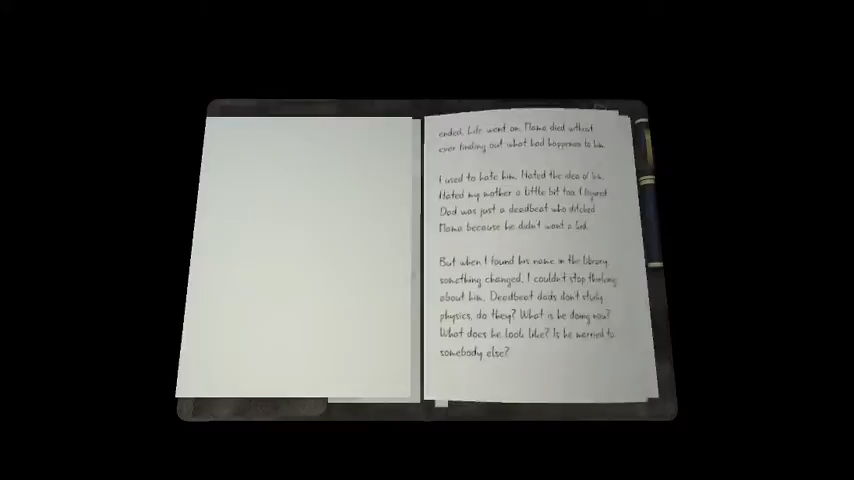 ended. Life went on. Mama died without
ever finding out what had happened to him.
I used to hate him. Hated the idea of him.
Hated my mother a little bit too. I figured
Dad was just a deadbeat who ditched
Mama because he didn't want a kid.
But when I found his name in the library,
something changed. I couldn't stop thinking
about him. Deadbeat dads don't study
physics, do they? What is he doing now?
What does he look like? Is he married to
somebody else?